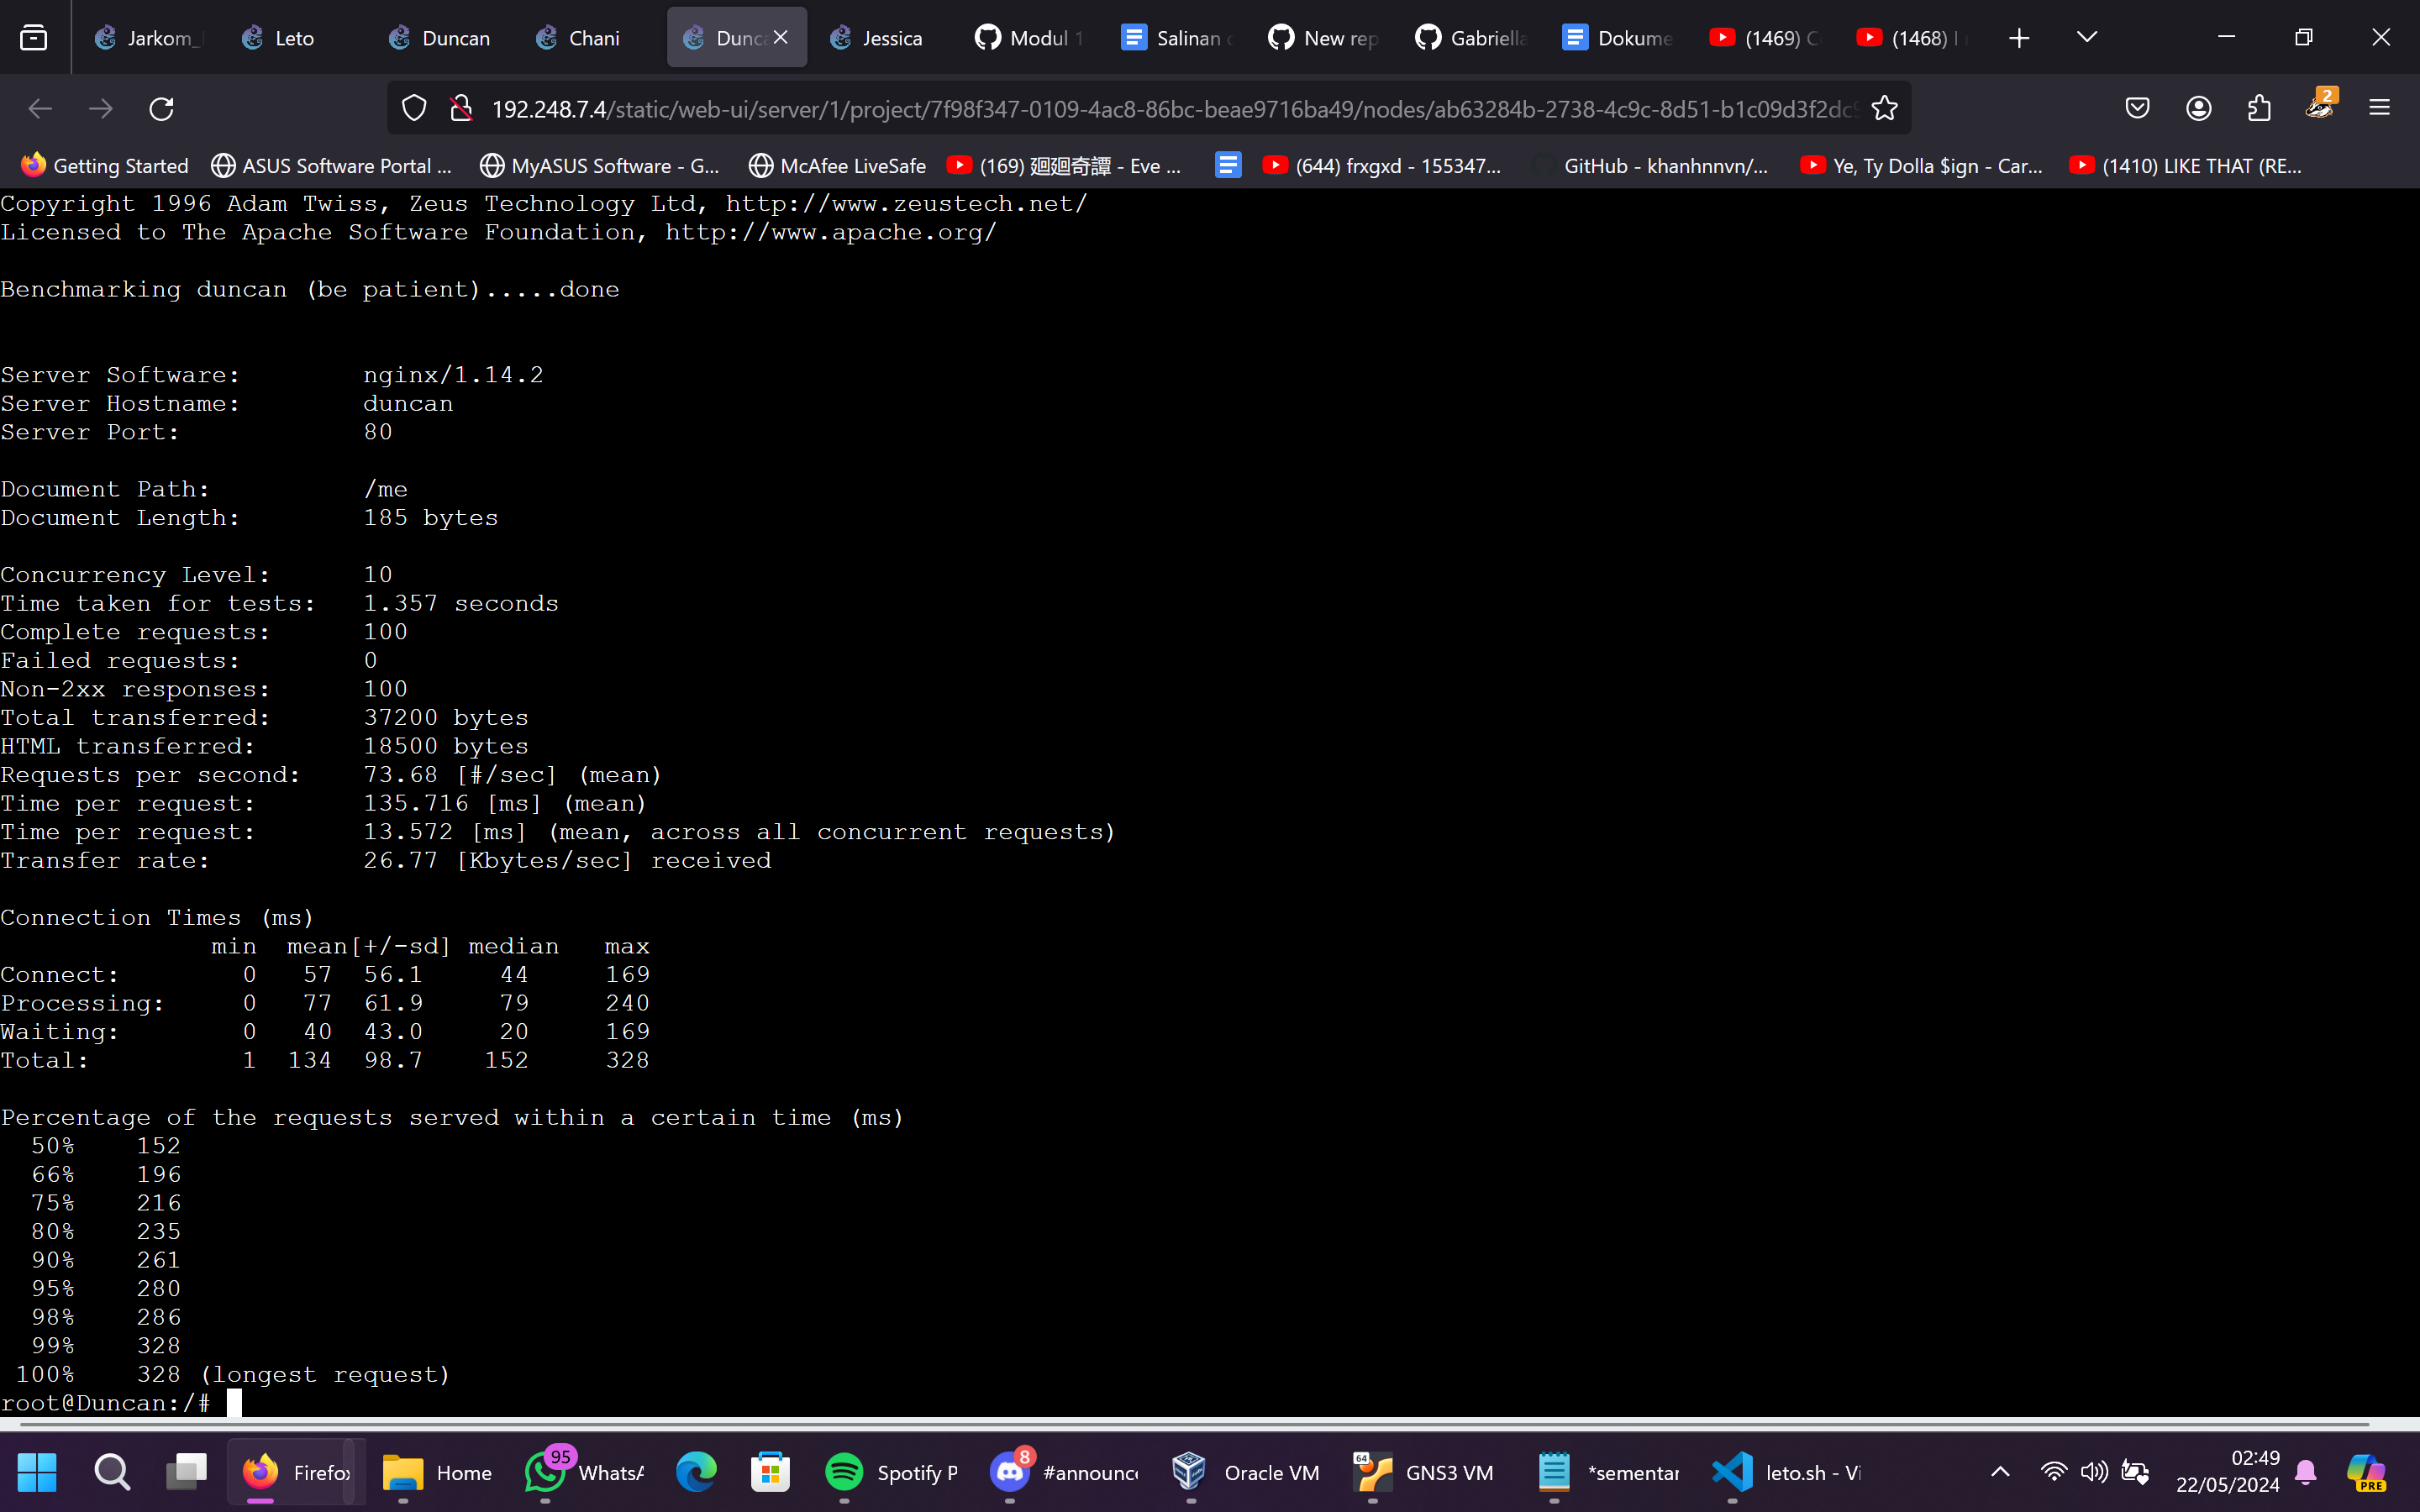 Jarkom_
Leto
Duncan
Chani
Dunca
Jessica
Modul 1
Salinan
New rep
Gabriella
Dokume
(1469) C
(1468) I
192.248.7.4/static/web-ui/server/1/project/7f98f347-0109-4ac8-86bc-beae9716ba49/nodes/ab63284b-2738-4c9c-8d51-b1c09d3f2dc9
2
Getting Started
ASUS Software Portal ...
MyASUS Software - G...
McAfee LiveSafe
(169) 廻廻奇譚 - Eve ...
(644) frxgxd - 155347...
GitHub - khanhnnvn/...
Ye, Ty Dolla $ign - Car...
(1410) LIKE THAT (RE...
Copyright 1996 Adam Twiss, Zeus Technology Ltd, http://www.zeustech.net/
Licensed to The Apache Software Foundation, http://www.apache.org/
Benchmarking duncan (be patient).....done
Server Software:        nginx/1.14.2
Server Hostname:        duncan
Server Port:            80
Document Path:          /me
Document Length:        185 bytes
Concurrency Level:      10
Time taken for tests:   1.357 seconds
Complete requests:      100
Failed requests:        0
Non-2xx responses:      100
Total transferred:      37200 bytes
HTML transferred:       18500 bytes
Requests per second:    73.68 [#/sec] (mean)
Time per request:       135.716 [ms] (mean)
Time per request:       13.572 [ms] (mean, across all concurrent requests)
Transfer rate:          26.77 [Kbytes/sec] received
Connection Times (ms)
              min  mean[+/-sd] median   max
Connect:        0   57  56.1     44     169
Processing:     0   77  61.9     79     240
Waiting:        0   40  43.0     20     169
Total:          1  134  98.7    152     328
Percentage of the requests served within a certain time (ms)
  50%    152
  66%    196
  75%    216
  80%    235
  90%    261
  95%    280
  98%    286
  99%    328
 100%    328 (longest request)
root@Duncan:/#
Firefox
Home
95
WhatsA
Spotify P
8
#announce
Oracle VM
64
GNS3 VM
*sementar
leto.sh - Vi
02:49
22/05/2024
PRE